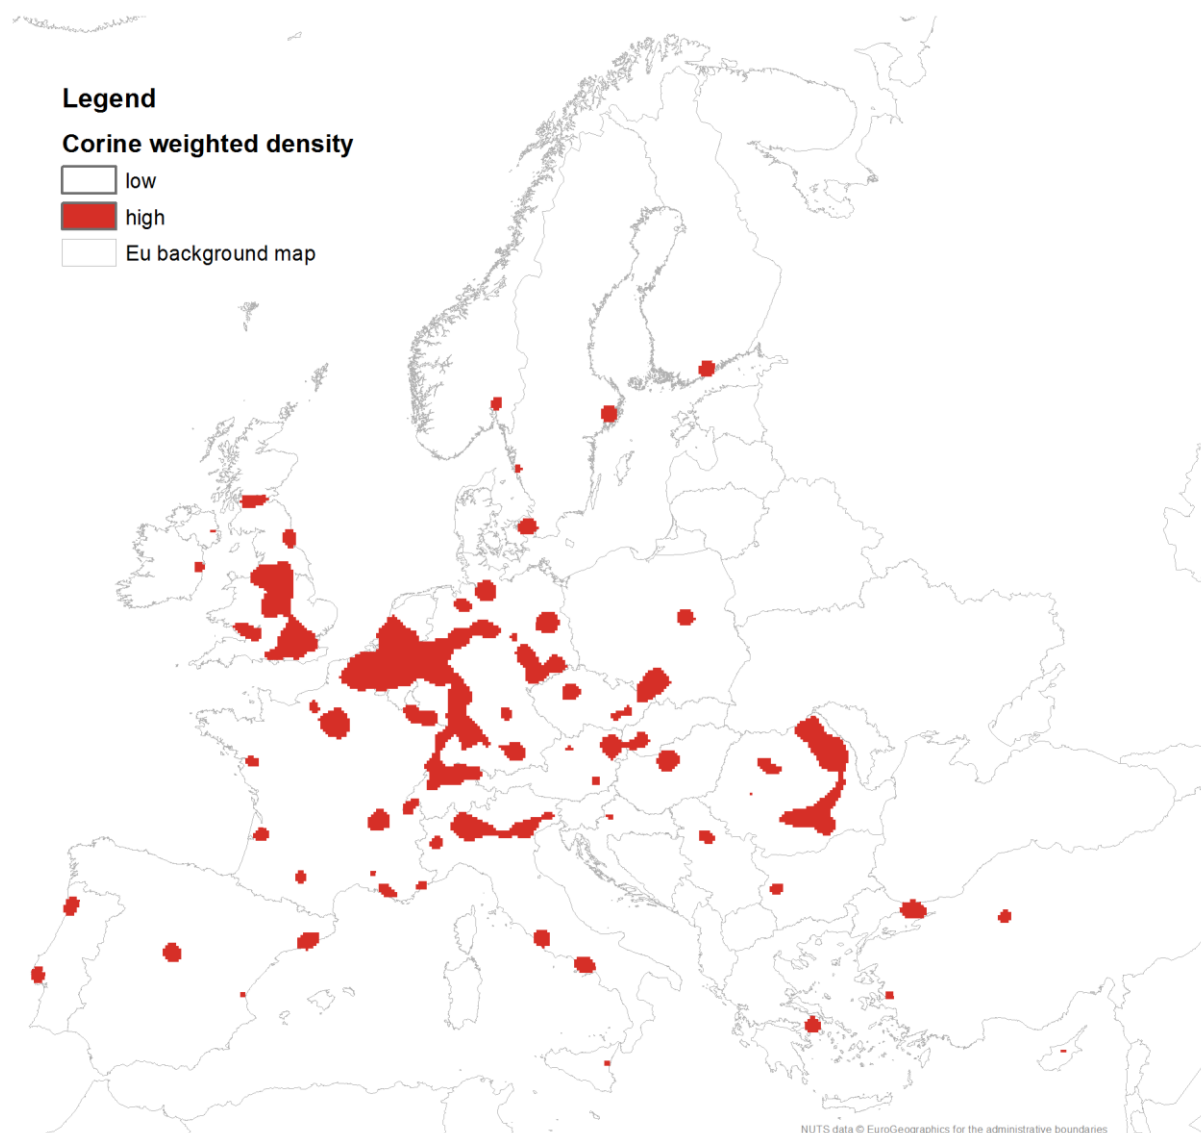 Legend
Corine weighted density
low
high
Eu background map
NUTS data © EuroGeographics for the administrative boundaries